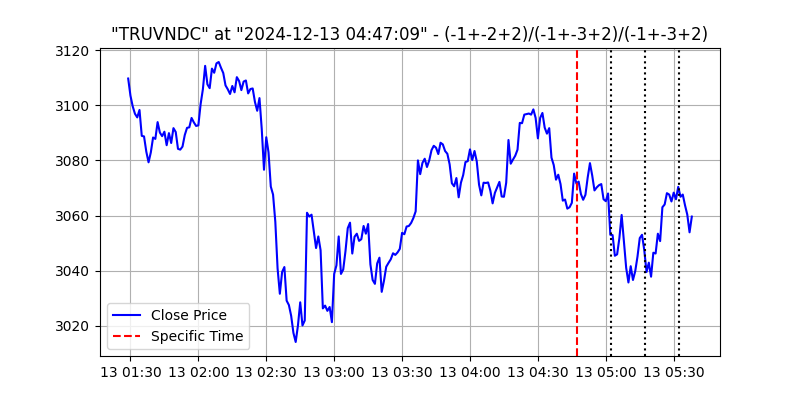 "TRUVNDC" at "2024-12-13 04:47:09" - (-1+-2+2)/(-1+-3+2)/(-1+-3+2)
3120
3100
3080
3060
3040
3020
Close Price
Specific Time
13 01:30 13 02:00 13 02:30 13 03:00 13 03:30 13 04:00 13 04:30 13 05:00 13 05:30